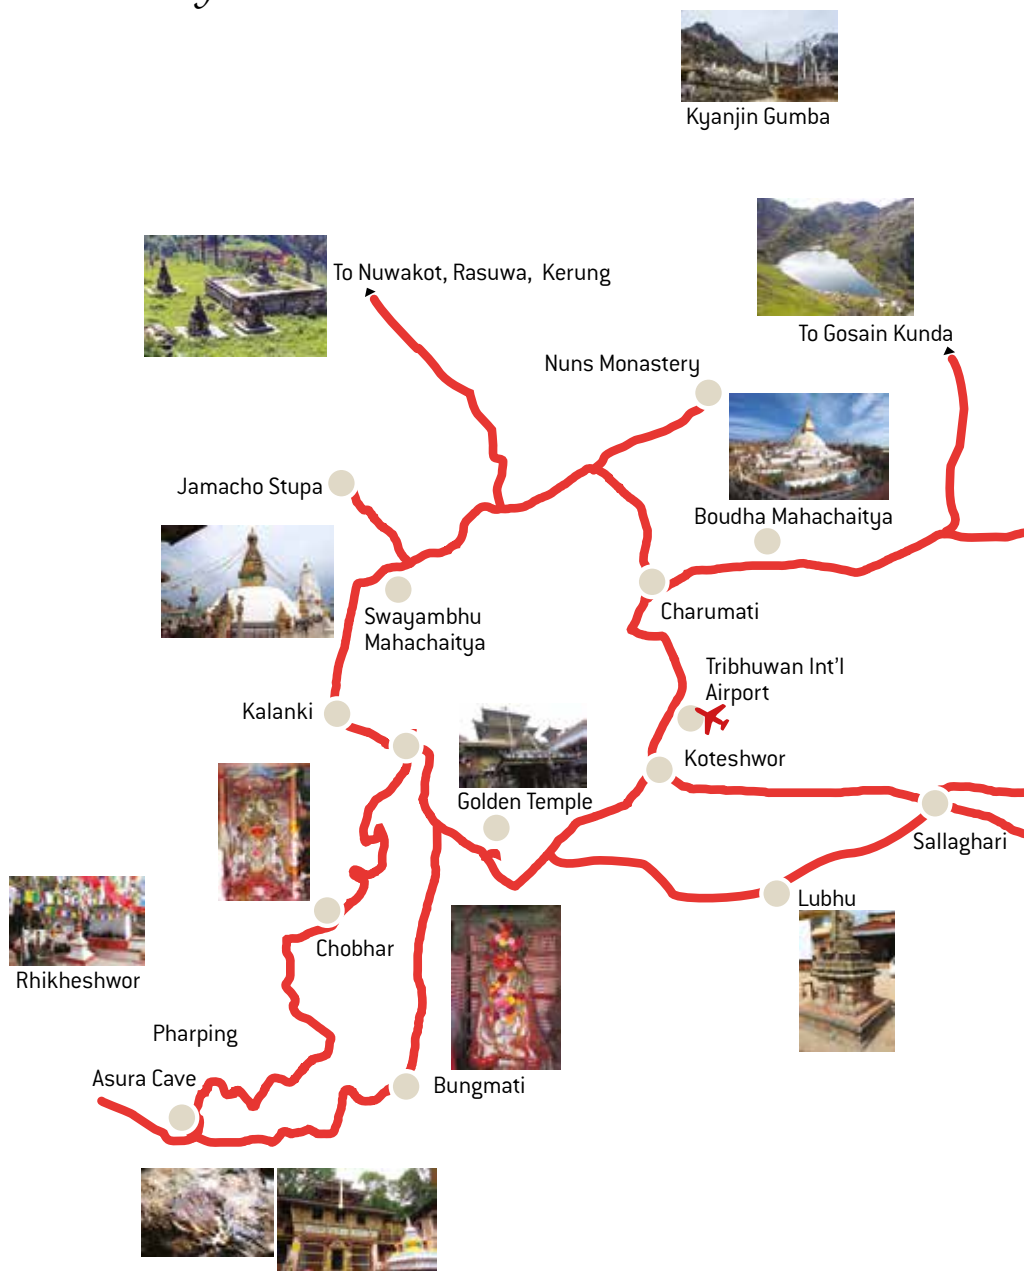 Kyanjin Gumba
To Nuwakot, Rasuwa, Kerung
To Gosain Kunda
Nuns Monastery
Jamacho Stupa
Boudha Mahachaitya
Swayambhu
Mahachaitya
Charumati
Tribhuwan Int'l
Airport
Kalanki
Koteshwor
Golden Temple
Sallaghari
Lubhu
Chobhar
Rhikheshwor
Pharping
Asura Cave
Bungmati